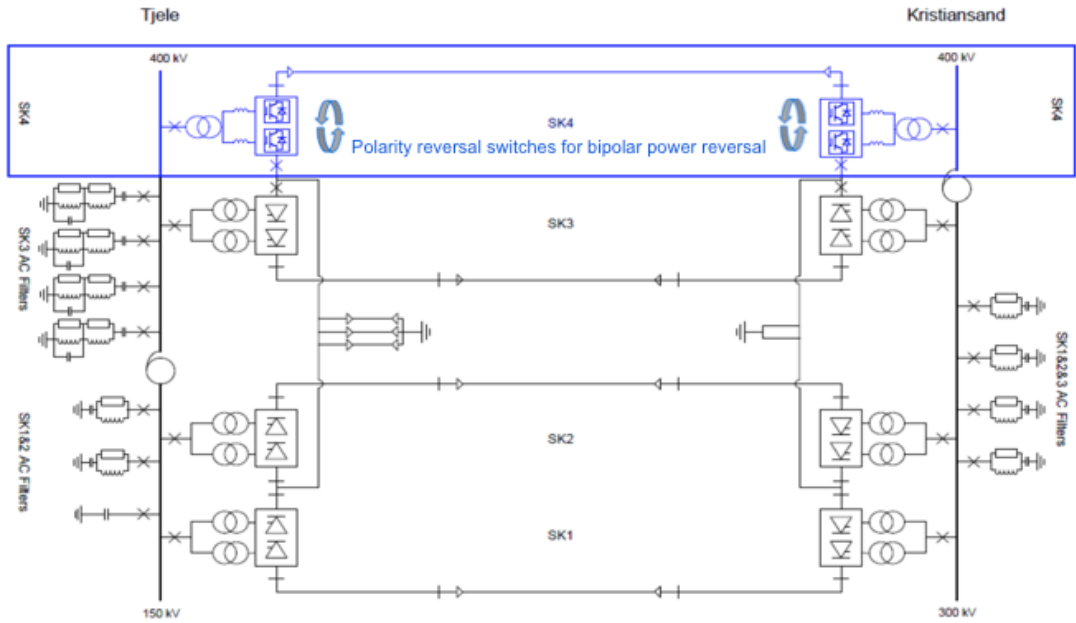 Tjele
Kristiansand
400 kV
400 kV
SK4
SK4
SK4
Polarity reversal switches for bipolar power reversal
SK3
SK3 AC Filters
SK1&2&3 AC Filters
SK1&2 AC Filters
SK2
SK1
150 kV
300 kV